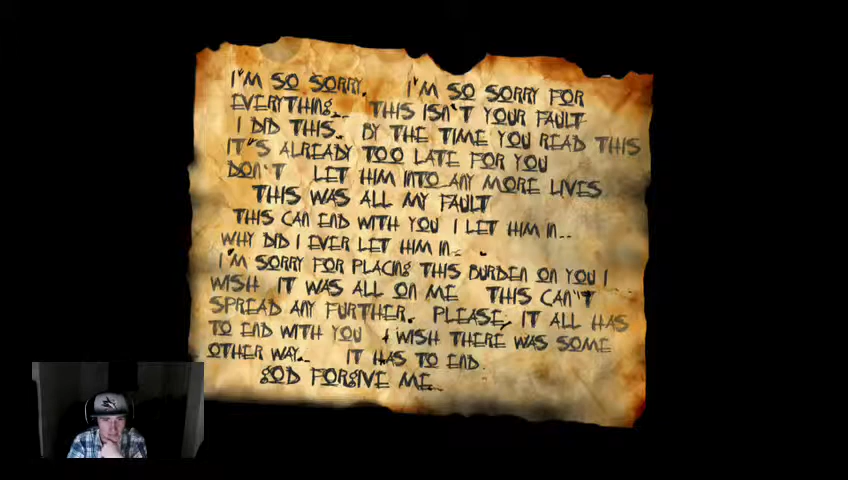 I'M SO SORRY. I'M SO SORRY FOR
EVERYTHING... THIS ISN'T YOUR FAULT
I DID THIS. BY THE TIME YOU READ THIS
IT'S ALREADY TOO LATE FOR YOU
DON'T LET HIM INTO ANY MORE LIVES
THIS WAS ALL MY FAULT
THIS CAN END WITH YOU I LET HIM IN...
WHY DID I EVER LET HIM IN...
I'M SORRY FOR PLACING THIS BURDEN ON YOU I
WISH IT WAS ALL ON ME THIS CAN'T
SPREAD ANY FURTHER. PLEASE, IT ALL HAS
TO END WITH YOU I WISH THERE WAS SOME
OTHER WAY... IT HAS TO END.
GOD FORGIVE ME...